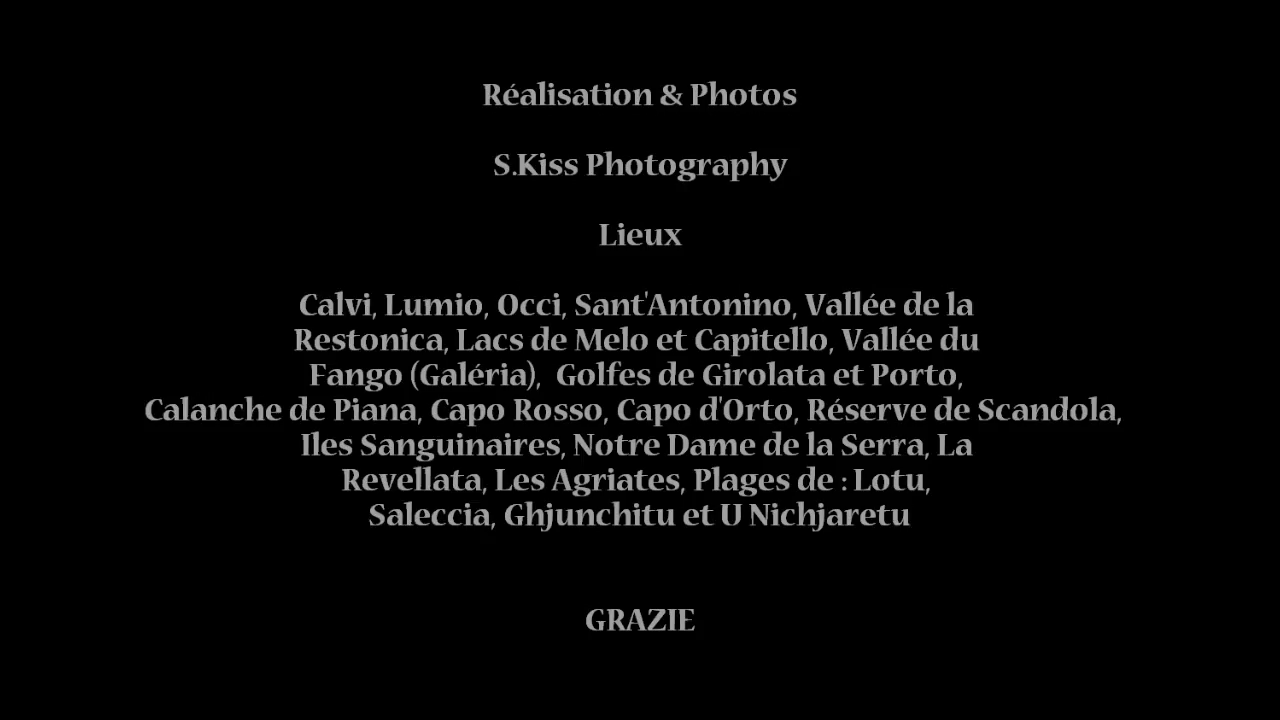 Réalisation & Photos
S.Kiss Photography
Lieux
Calvi, Lumio, Occi, Sant'Antonino, Vallée de la
Restonica, Lacs de Melo et Capitello, Vallée du
Fango (Galéria),  Golfes de Girolata et Porto,
Calanche de Piana, Capo Rosso, Capo d'Orto, Réserve de Scandola,
Iles Sanguinaires, Notre Dame de la Serra, La
Revellata, Les Agriates, Plages de : Lotu,
Saleccia, Ghjunchitu et U Nichjaretu
GRAZIE